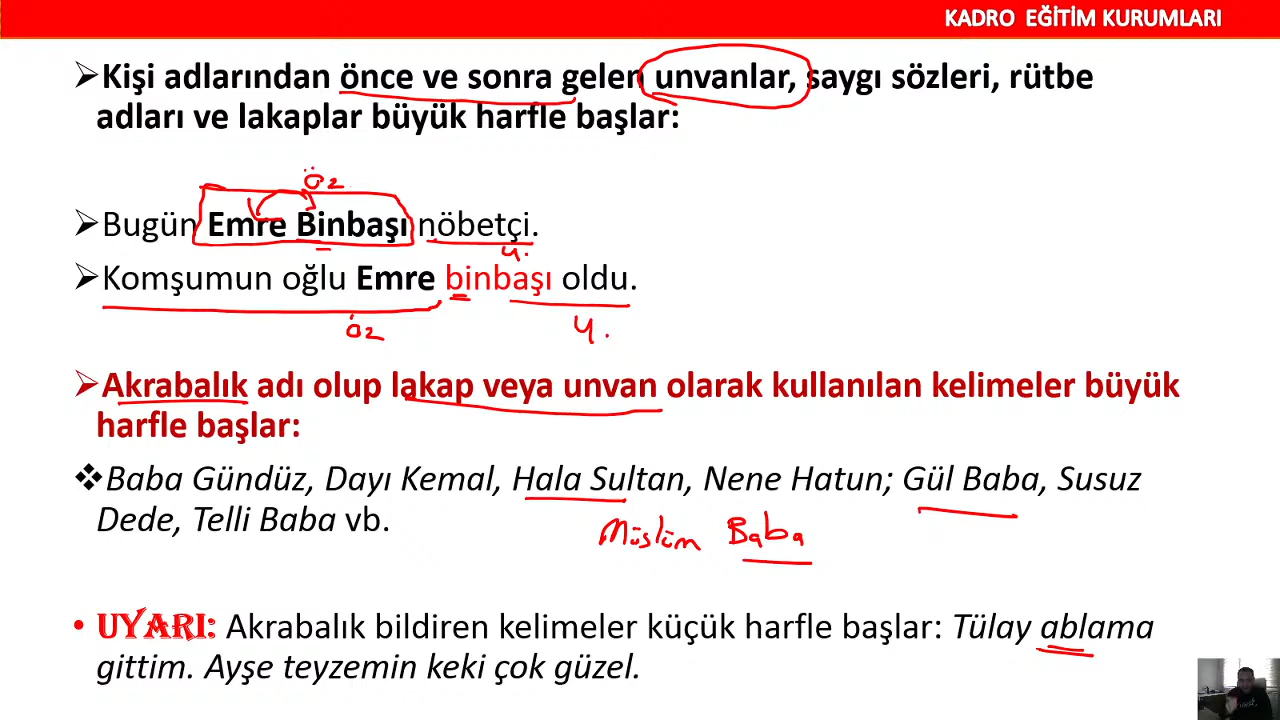 KADRO EĞİTİM KURUMLARI
➢Kişi adlarından önce ve sonra gelen unvanlar, saygı sözleri, rütbe
adları ve lakaplar büyük harfle başlar:
öz
➢Bugün Emre Binbaşı nöbetçi.
y.
➢Komşumun oğlu Emre binbaşı oldu.
öz y.
➢Akrabalık adı olup lakap veya unvan olarak kullanılan kelimeler büyük
harfle başlar:
❖Baba Gündüz, Dayı Kemal, Hala Sultan, Nene Hatun; Gül Baba, Susuz
Dede, Telli Baba vb.
Müslüm Baba
• UYARI: Akrabalık bildiren kelimeler küçük harfle başlar: Tülay ablama
gittim. Ayşe teyzemin keki çok güzel.